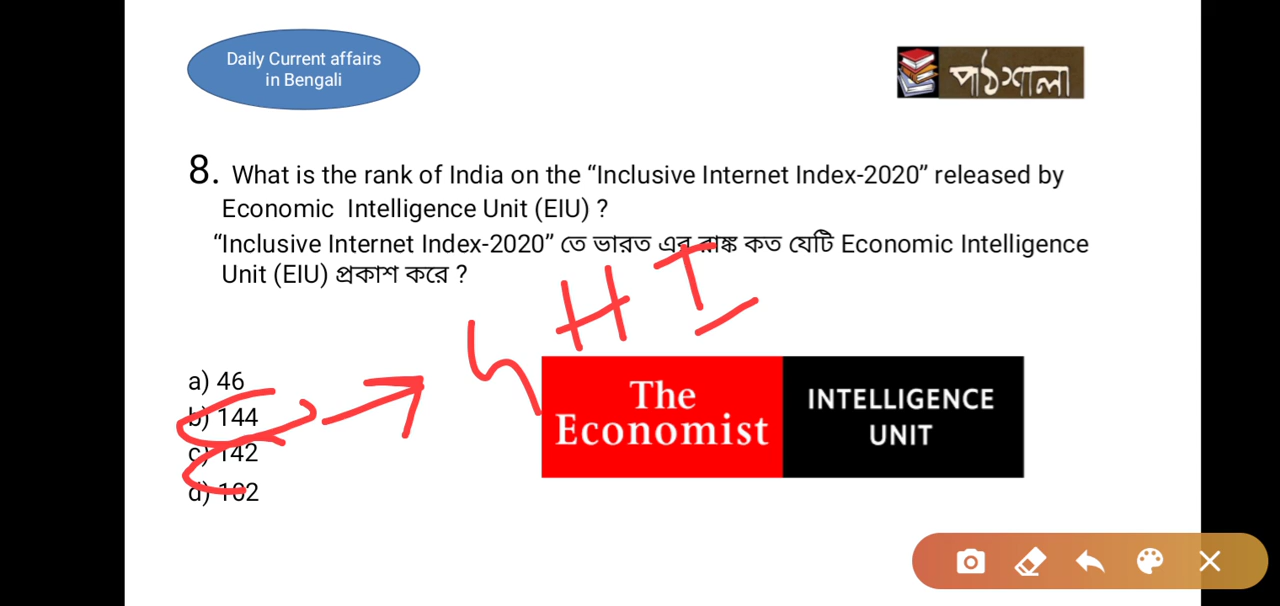 Daily Current affairs
in Bengali
পাঠশালা
8. What is the rank of India on the “Inclusive Internet Index-2020” released by
Economic Intelligence Unit (EIU) ?
“Inclusive Internet Index-2020” তে ভারত এর রাঙ্ক কত যেটি Economic Intelligence
Unit (EIU) প্রকাশ করে ?
H I
a) 46
b) 144
c) 142
d) 102
The
Economist
INTELLIGENCE
UNIT